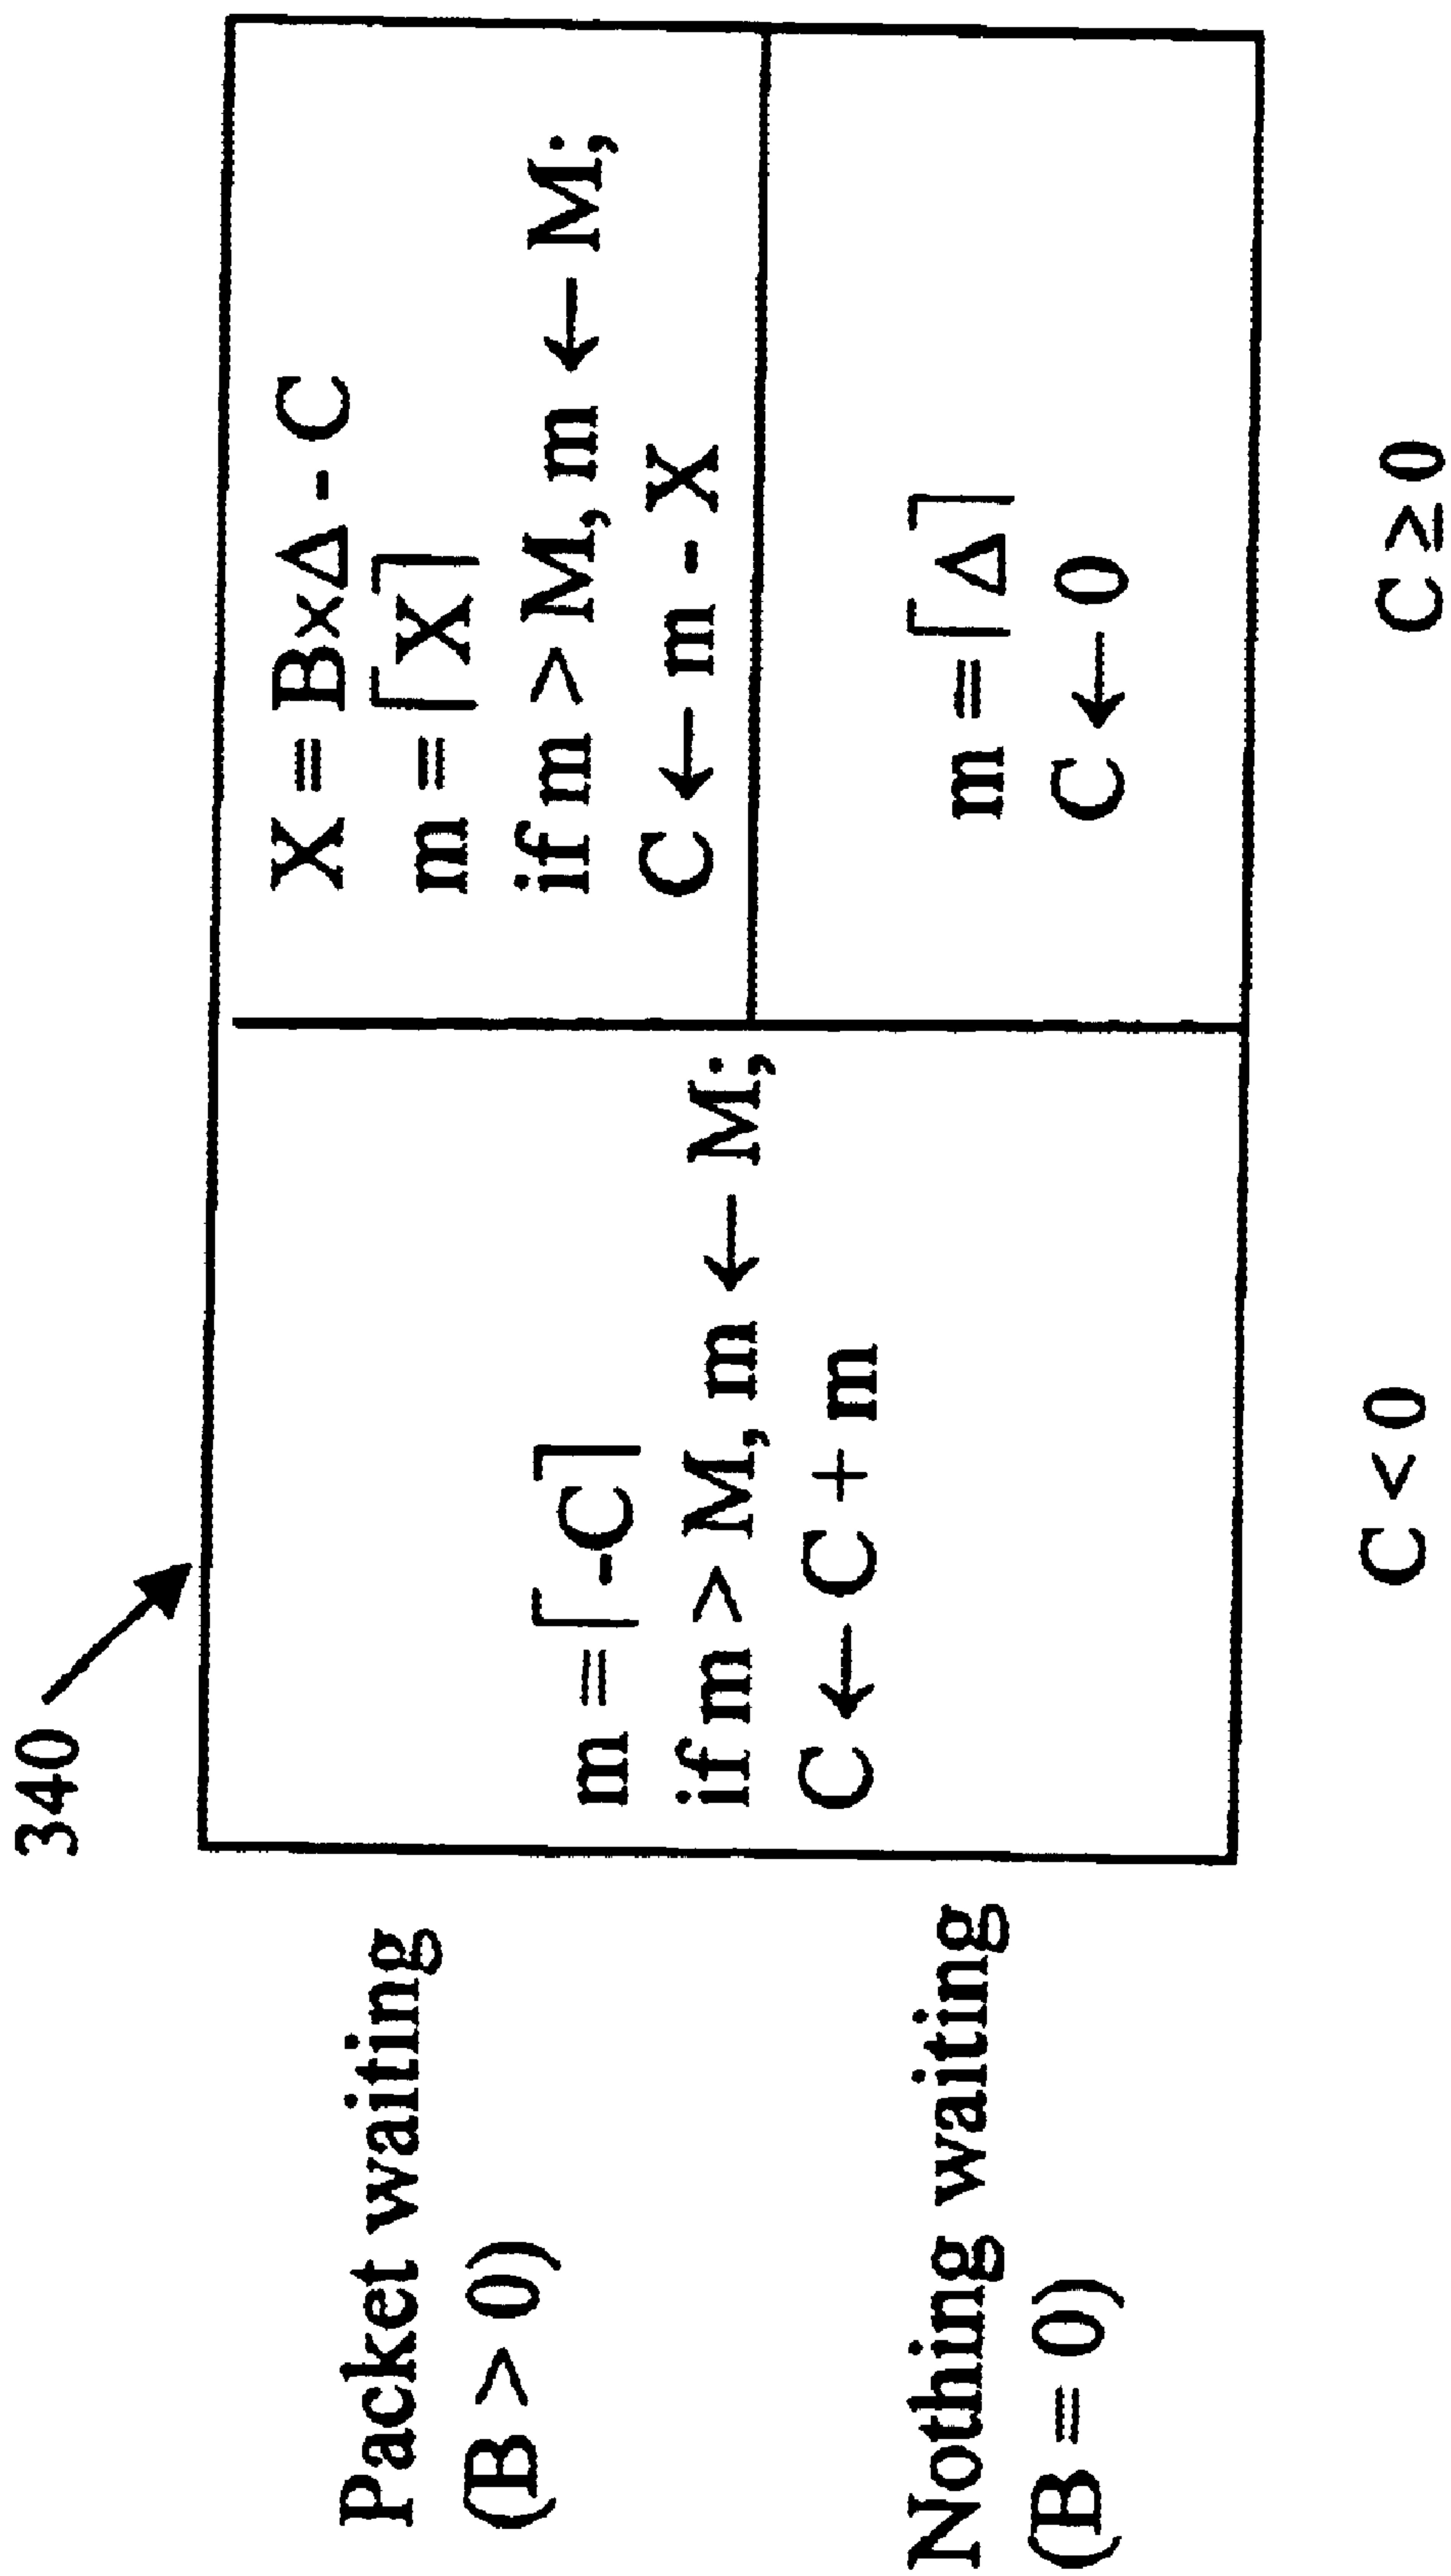 340
Packet waiting
(B > 0)
Nothing waiting
(B = 0)
m = ⌈-C⌉
if m > M, m ← M;
C ← C + m
X = B×Δ - C
m = ⌈X⌉
if m > M, m ← M;
C ← m - X
m = ⌈Δ⌉
C ← 0
C < 0
C ≥ 0